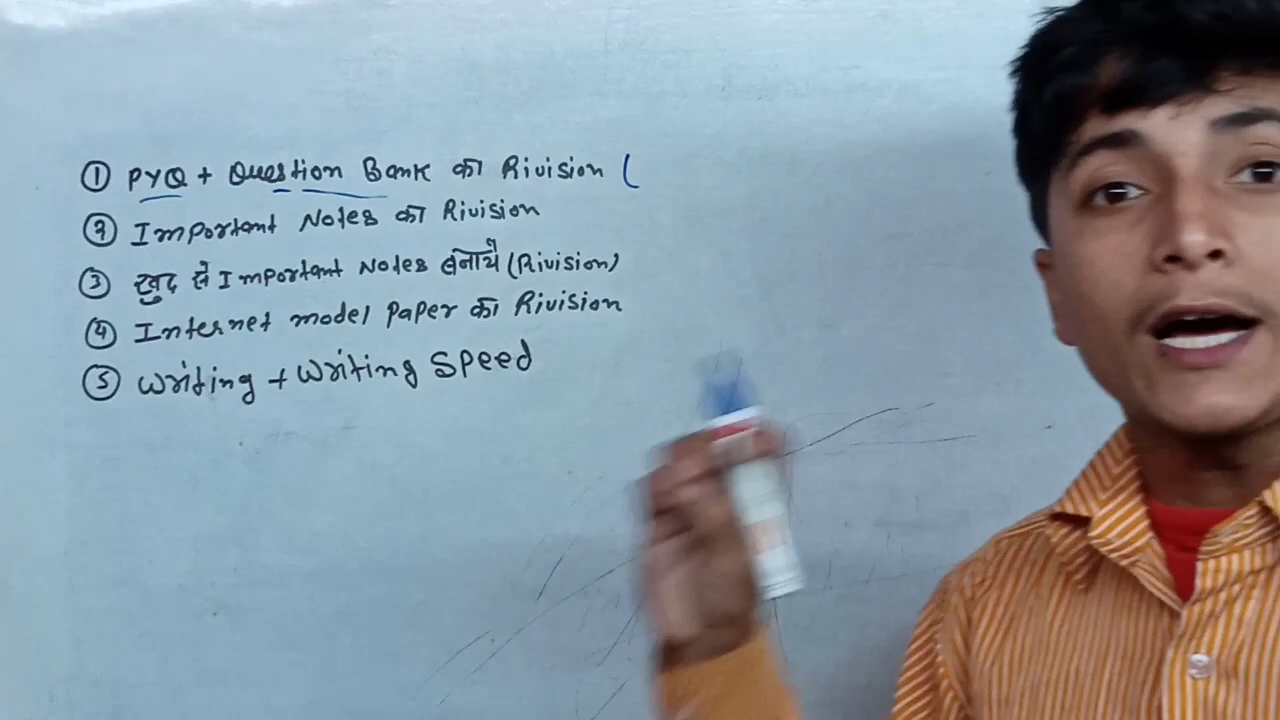 ① PYQ + Question Bank का Rivision (
② Important Notes का Rivision
③ खुद से Important Notes बनाये (Rivision)
④ Internet model Paper का Rivision
⑤ Writing + Writing Speed